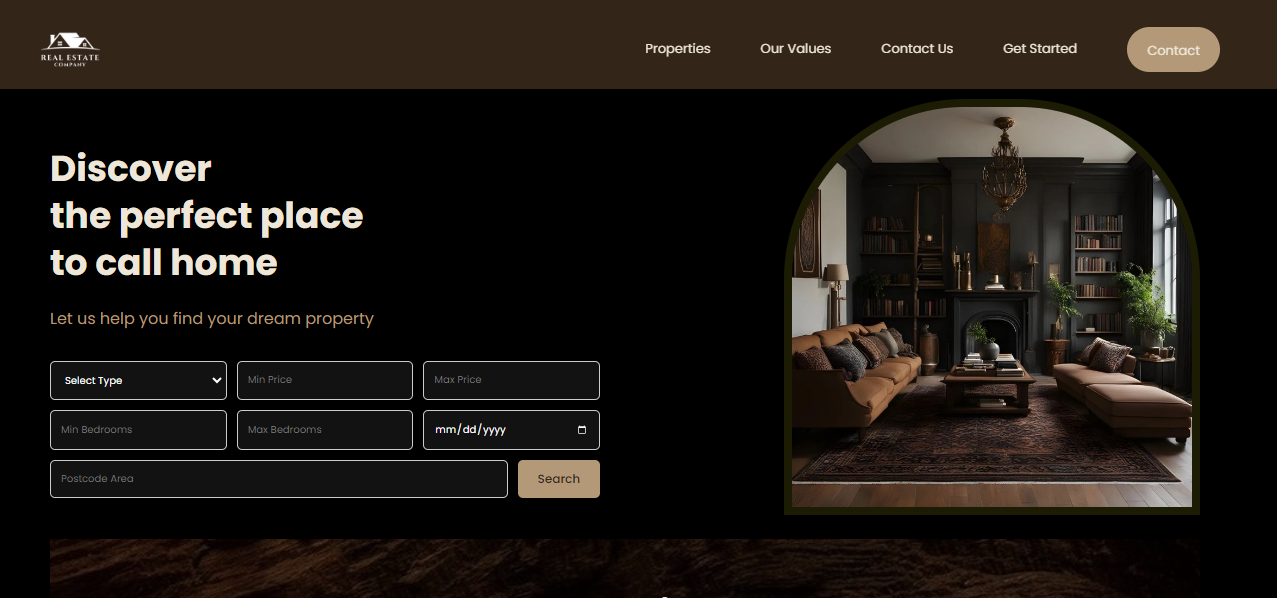 REAL ESTATE
COMPANY
Properties
Our Values
Contact Us
Get Started
Contact
Discover
the perfect place
to call home
Let us help you find your dream property
Select Type
Min Price
Max Price
Min Bedrooms
Max Bedrooms
mm/dd/yyyy
Postcode Area
Search